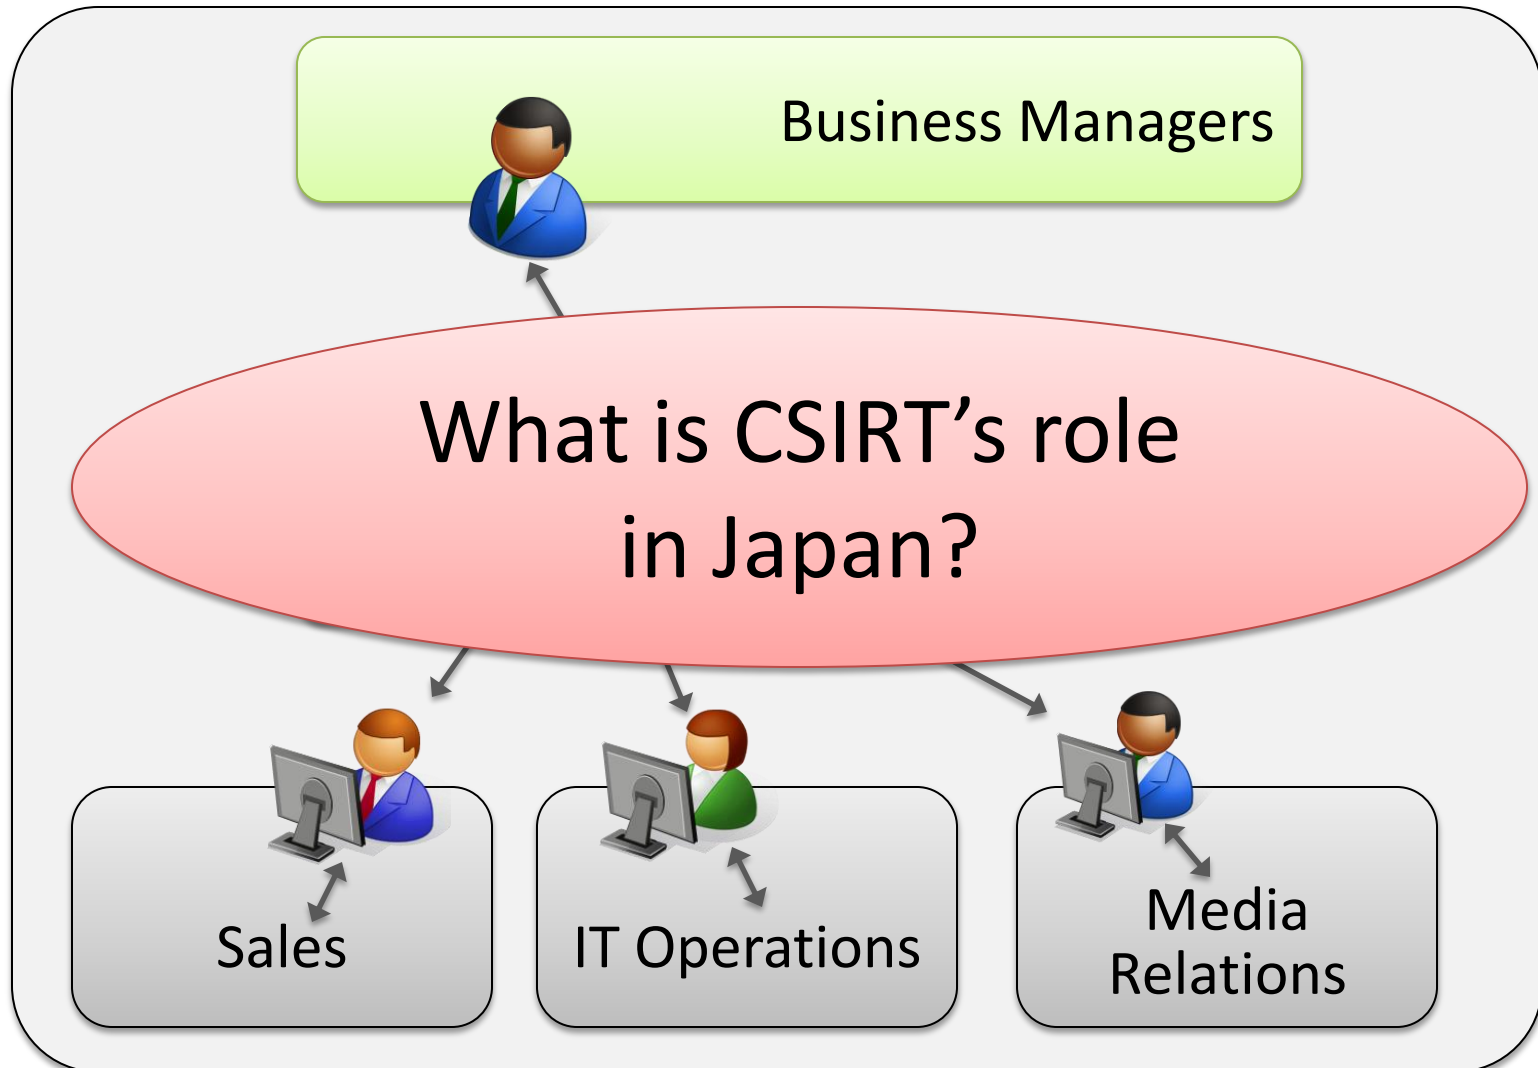 Business Managers
What is CSIRT’s role
in Japan?
Sales
IT Operations
Media
Relations